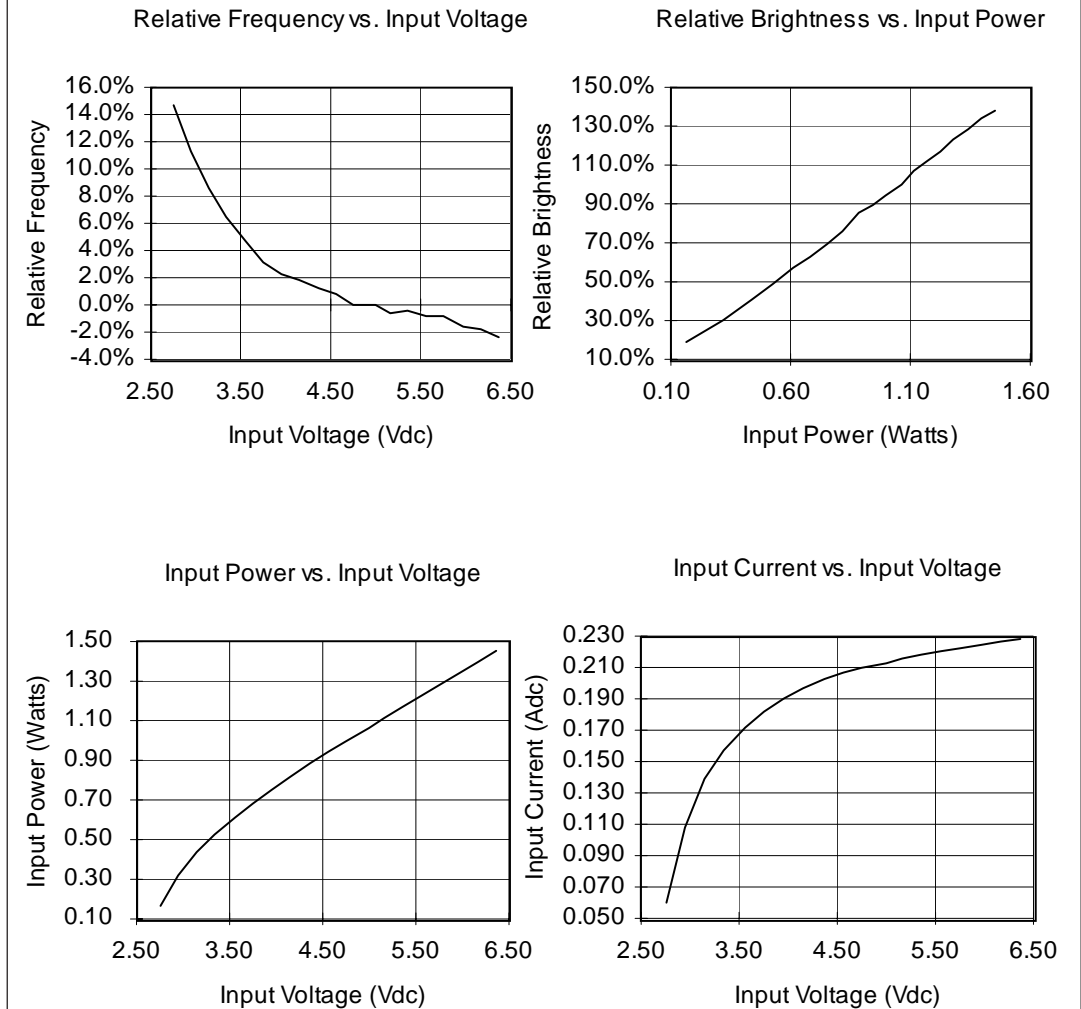 Relative Frequency vs. Input Voltage
16.0%
14.0%
12.0%
10.0%
8.0%
6.0%
4.0%
2.0%
0.0%
-2.0%
-4.0%
Relative Frequency
2.50 3.50 4.50 5.50 6.50
Input Voltage (Vdc)
Relative Brightness vs. Input Power
150.0%
130.0%
110.0%
90.0%
70.0%
50.0%
30.0%
10.0%
Relative Brightness
0.10 0.60 1.10 1.60
Input Power (Watts)
Input Power vs. Input Voltage
1.50
1.30
1.10
0.90
0.70
0.50
0.30
0.10
Input Power (Watts)
2.50 3.50 4.50 5.50 6.50
Input Voltage (Vdc)
Input Current vs. Input Voltage
0.230
0.210
0.190
0.170
0.150
0.130
0.110
0.090
0.070
0.050
Input Current (Adc)
2.50 3.50 4.50 5.50 6.50
Input Voltage (Vdc)